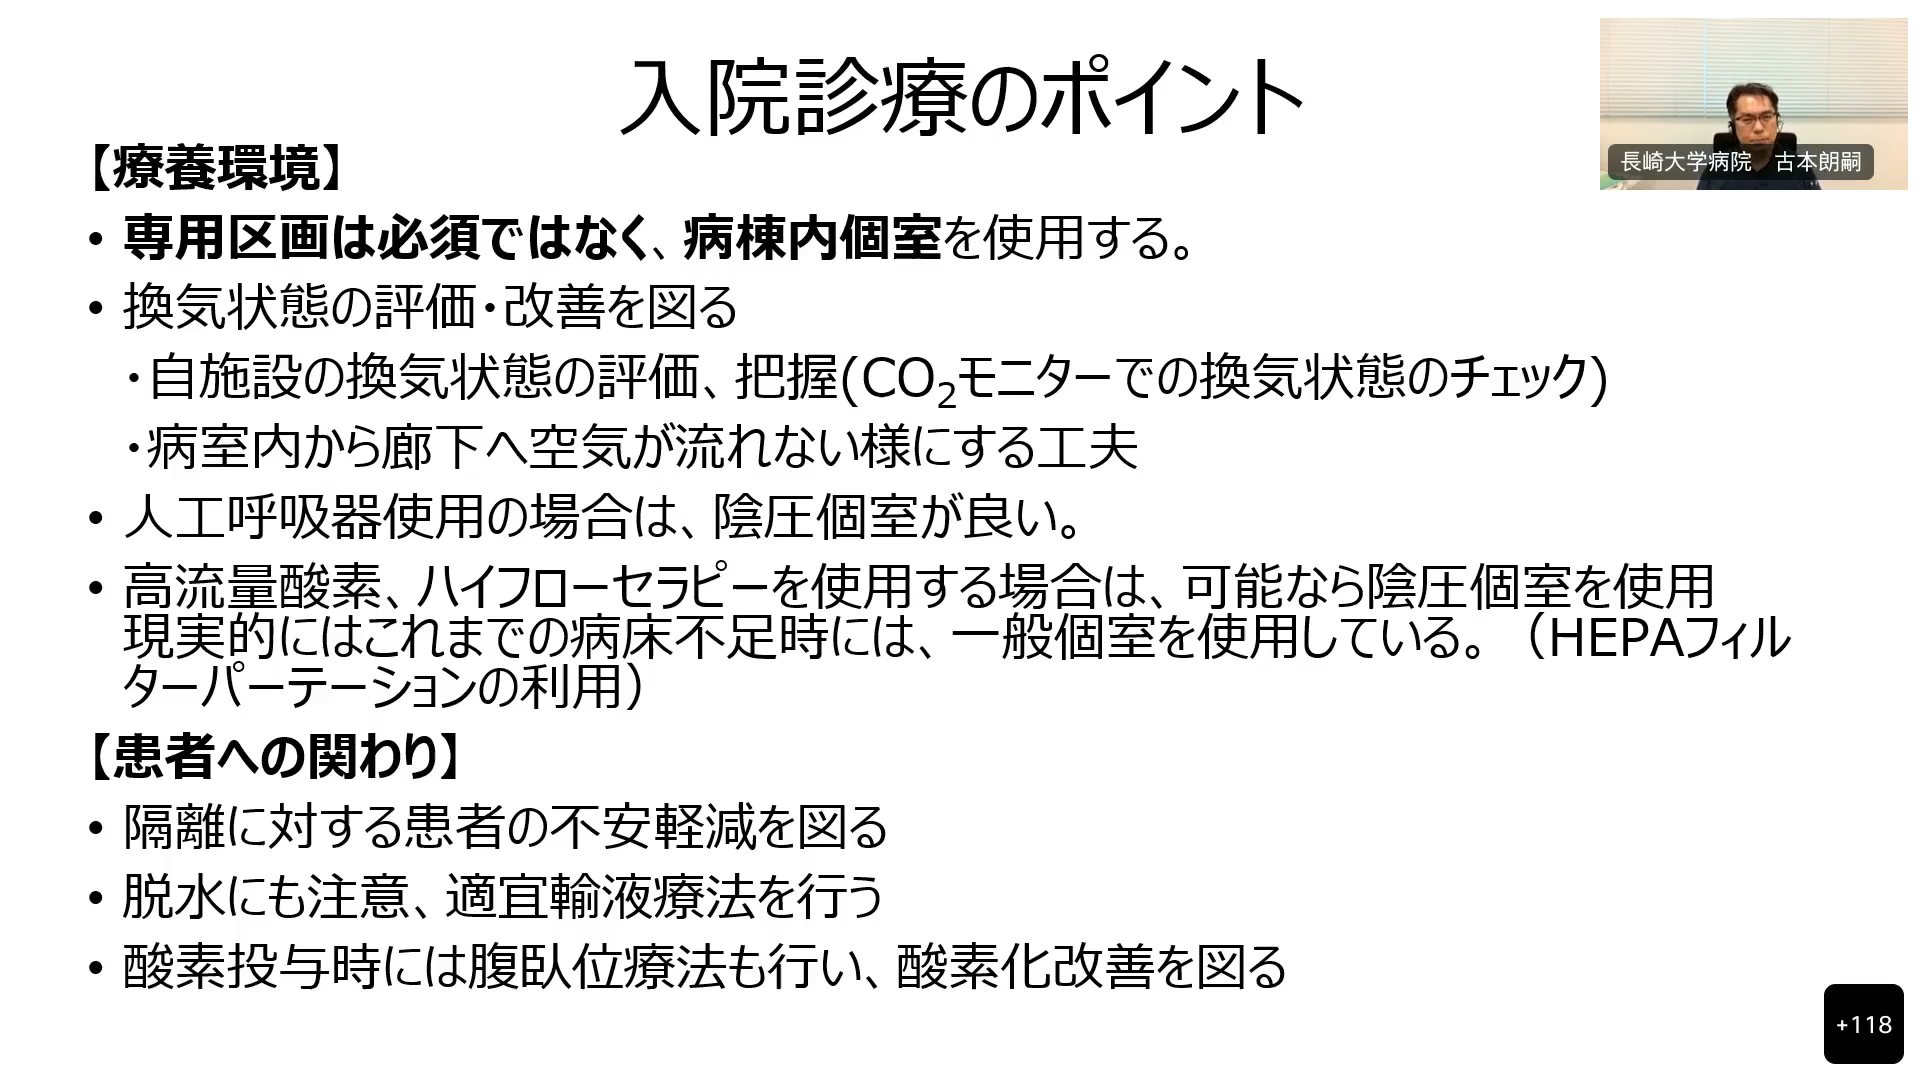 入院診療のポイント
長崎大学病院　古本朗嗣
【療養環境】
• 専用区画は必須ではなく、病棟内個室を使用する。
• 換気状態の評価・改善を図る
・自施設の換気状態の評価、把握(CO₂モニターでの換気状態のチェック)
・病室内から廊下へ空気が流れない様にする工夫
• 人工呼吸器使用の場合は、陰圧個室が良い。
• 高流量酸素、ハイフローセラピーを使用する場合は、可能なら陰圧個室を使用
現実的にはこれまでの病床不足時には、一般個室を使用している。（HEPAフィル
ターパーテーションの利用）
【患者への関わり】
• 隔離に対する患者の不安軽減を図る
• 脱水にも注意、適宜輸液療法を行う
• 酸素投与時には腹臥位療法も行い、酸素化改善を図る
+118